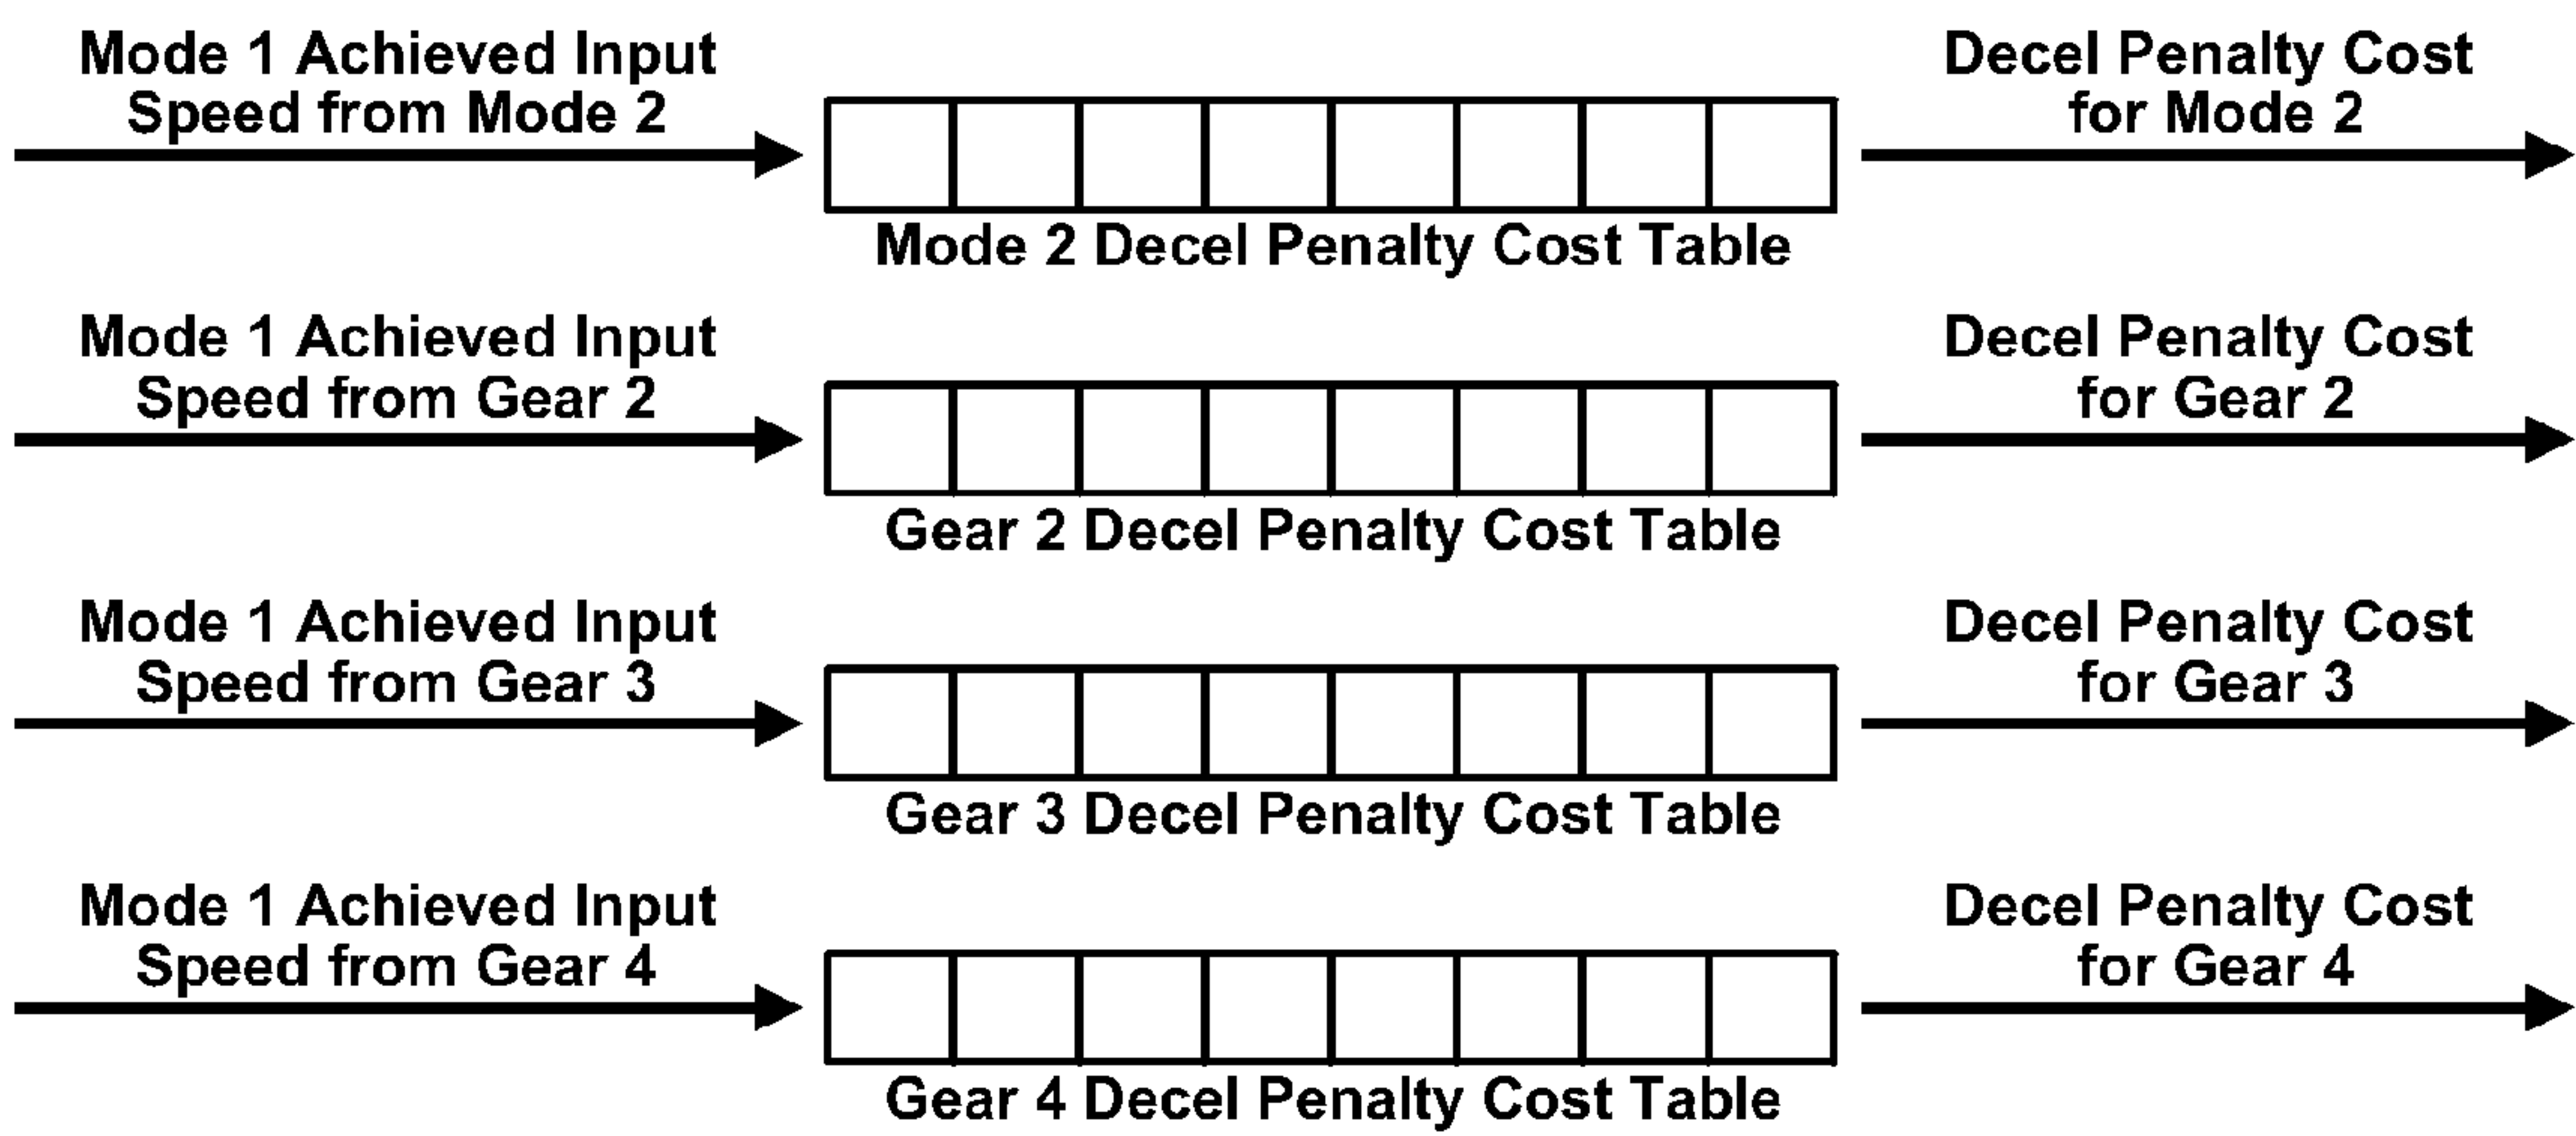 Mode 1 Achieved Input
Speed from Mode 2
Mode 2 Decel Penalty Cost Table
Decel Penalty Cost
for Mode 2
Mode 1 Achieved Input
Speed from Gear 2
Gear 2 Decel Penalty Cost Table
Decel Penalty Cost
for Gear 2
Mode 1 Achieved Input
Speed from Gear 3
Gear 3 Decel Penalty Cost Table
Decel Penalty Cost
for Gear 3
Mode 1 Achieved Input
Speed from Gear 4
Gear 4 Decel Penalty Cost Table
Decel Penalty Cost
for Gear 4